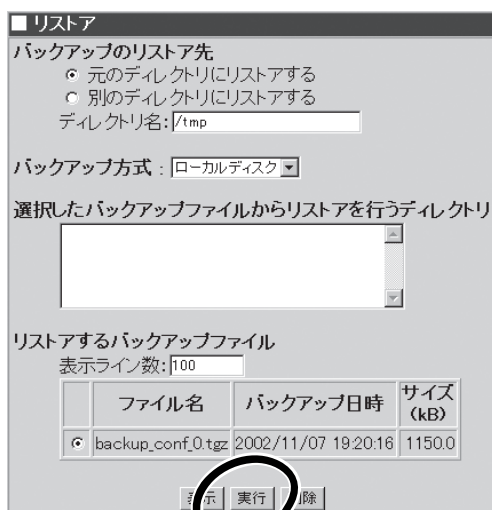 ■ リストア
バックアップのリストア先
元のディレクトリにリストアする
別のディレクトリにリストアする
ディレクトリ名: /tmp
バックアップ方式 : ローカルディスク
選択したバックアップファイルからリストアを行うディレクトリ
リストアするバックアップファイル
表示ライン数: 100
ファイル名 バックアップ日時 サイズ
(kB)
backup_conf_0.tgz 2002/11/07 19:20:16 1150.0
表示 実行 削除